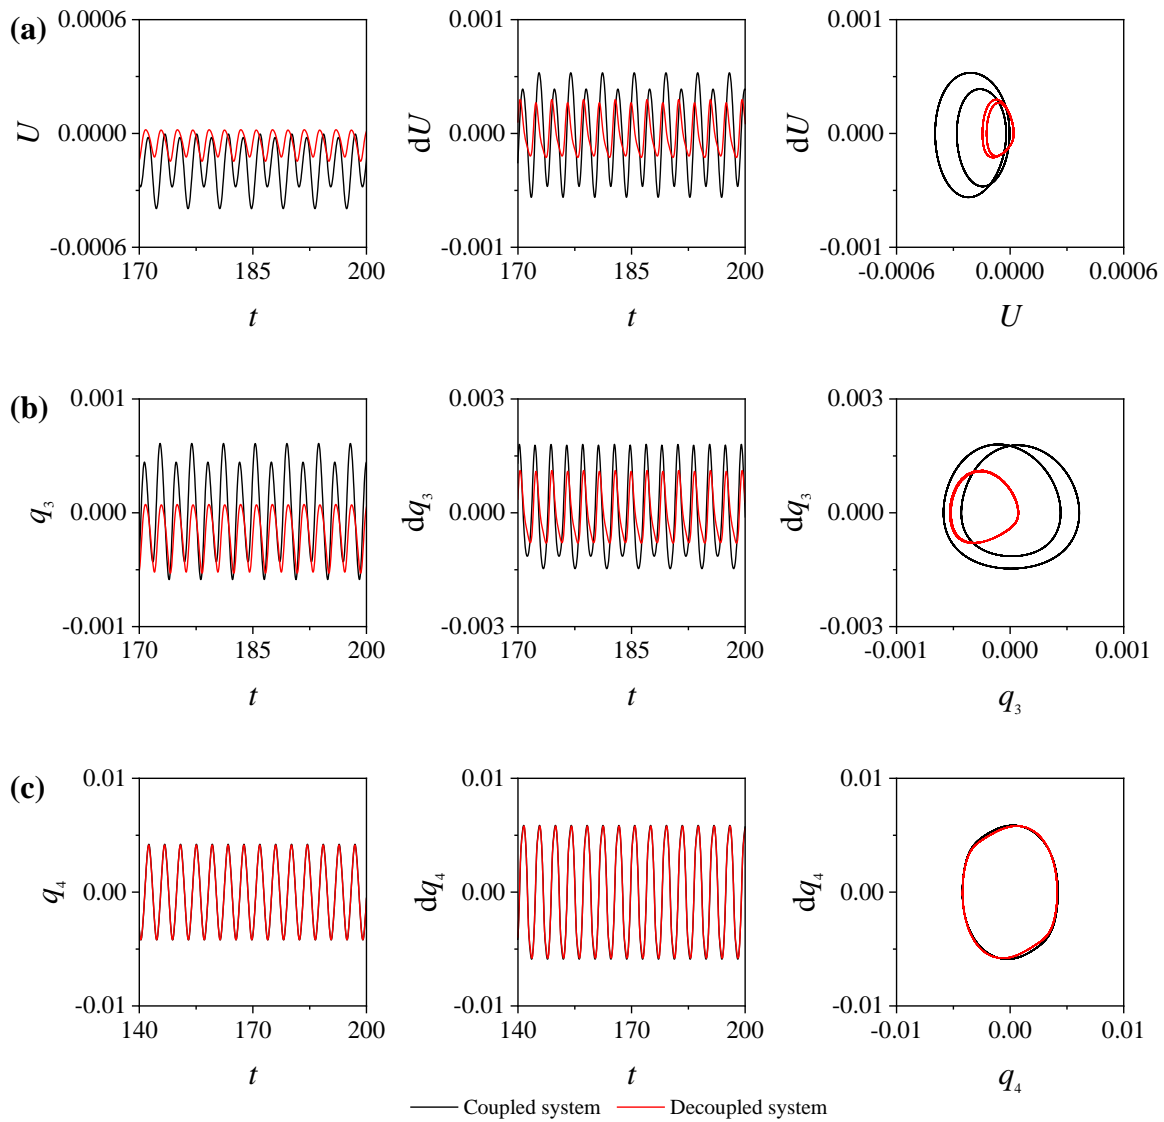 (a)
U
0.0006
0.0000
-0.0006
170 185 200
t
dU
0.001
0.000
-0.001
170 185 200
t
dU
0.001
0.000
-0.001
-0.0006 0.0000 0.0006
U
(b)
q3
0.001
0.000
-0.001
170 185 200
t
dq3
0.003
0.000
-0.003
170 185 200
t
dq3
0.003
0.000
-0.003
-0.001 0.000 0.001
q3
(c)
q4
0.01
0.00
-0.01
140 170 200
t
dq4
0.01
0.00
-0.01
140 170 200
t
dq4
0.01
0.00
-0.01
-0.01 0.00 0.01
q4
Coupled system Decoupled system